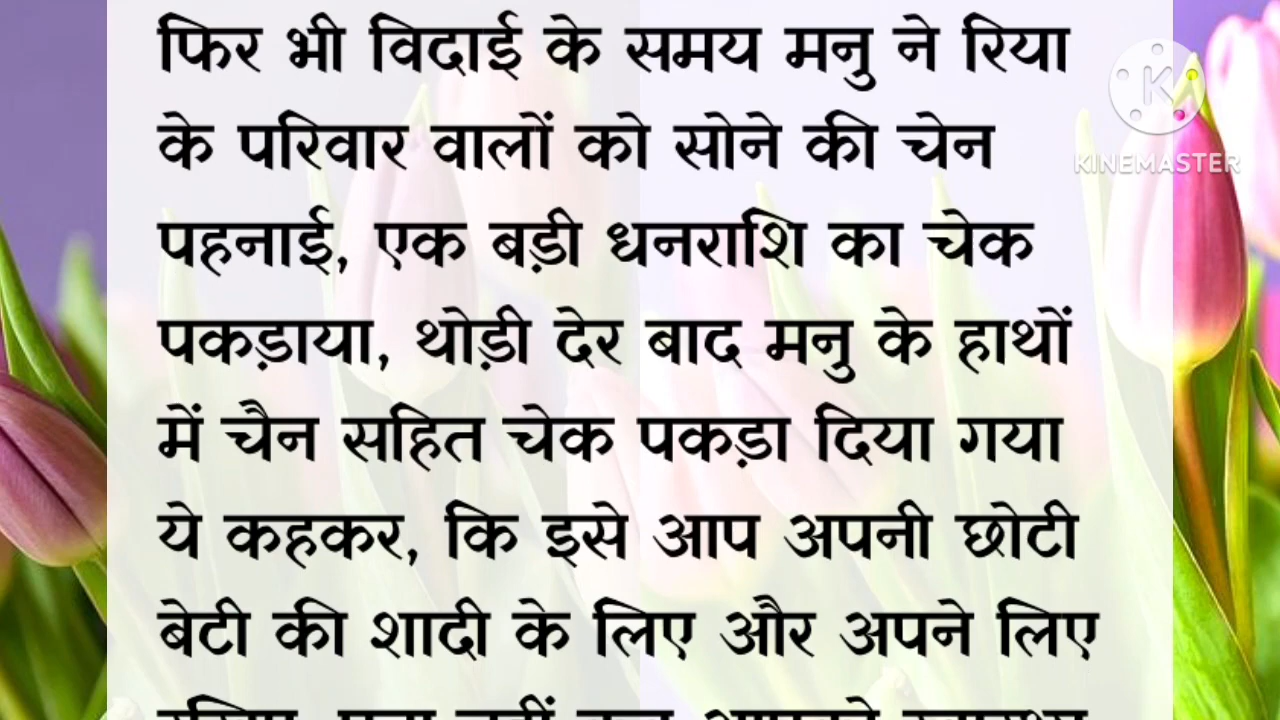 फिर भी विदाई के समय मनु ने रिया
के परिवार वालों को सोने की चेन
पहनाई, एक बड़ी धनराशि का चेक
पकड़ाया, थोड़ी देर बाद मनु के हाथों
में चैन सहित चेक पकड़ा दिया गया
ये कहकर, कि इसे आप अपनी छोटी
बेटी की शादी के लिए और अपने लिए
K
KINEMASTER